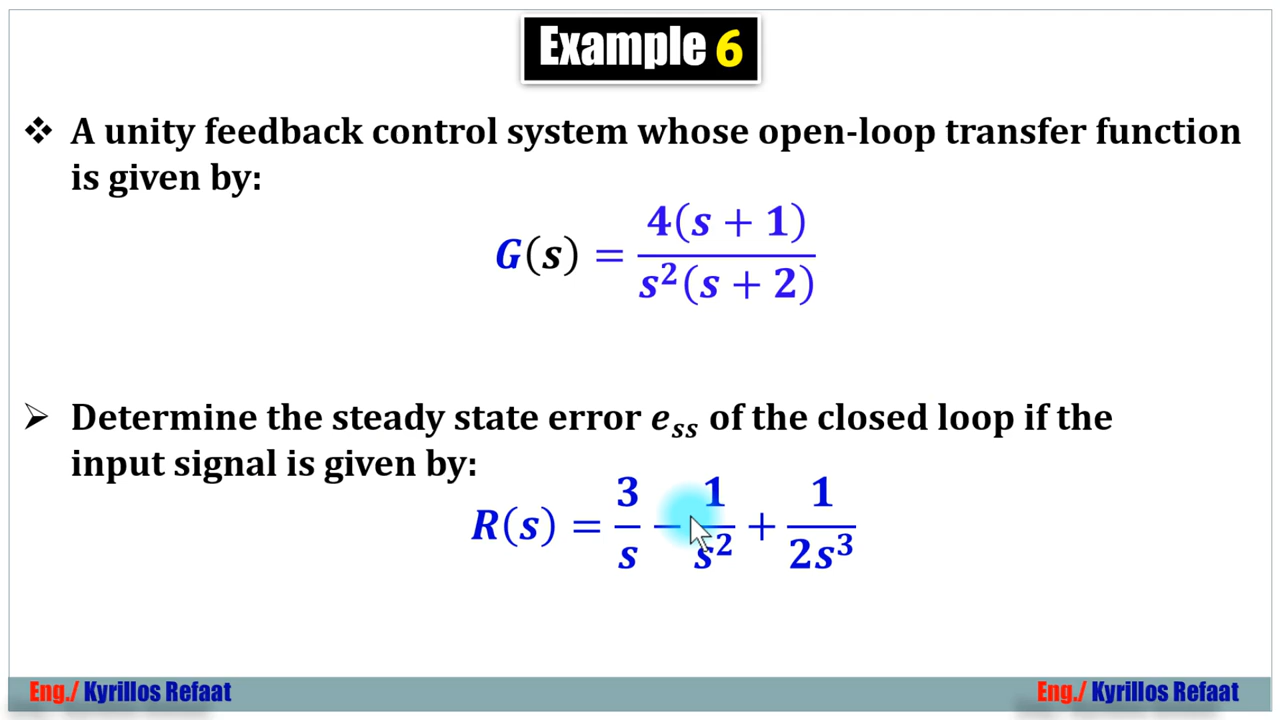 Example 6
❖ A unity feedback control system whose open-loop transfer function
is given by:
G(s) = 4(s + 1) / s²(s + 2)
➢ Determine the steady state error eₛₛ of the closed loop if the
input signal is given by:
R(s) = 3/s − 1/s² + 1/2s³
Eng./ Kyrillos Refaat
Eng./ Kyrillos Refaat